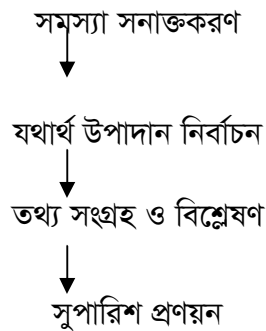 সমস্যা সনাক্তকরণ
যথার্থ উপাদান নির্বাচন
তথ্য সংগ্রহ ও বিশ্লেষণ
সুপারিশ প্রণয়ন